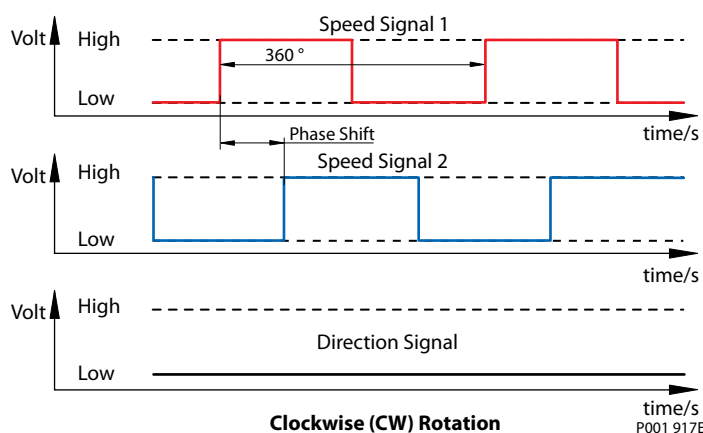 Speed Signal 1
Volt
High
360 °
Low
time/s
Phase Shift
Speed Signal 2
Volt
High
Low
time/s
Volt
High
Direction Signal
Low
time/s
Clockwise (CW) Rotation
P001 917E